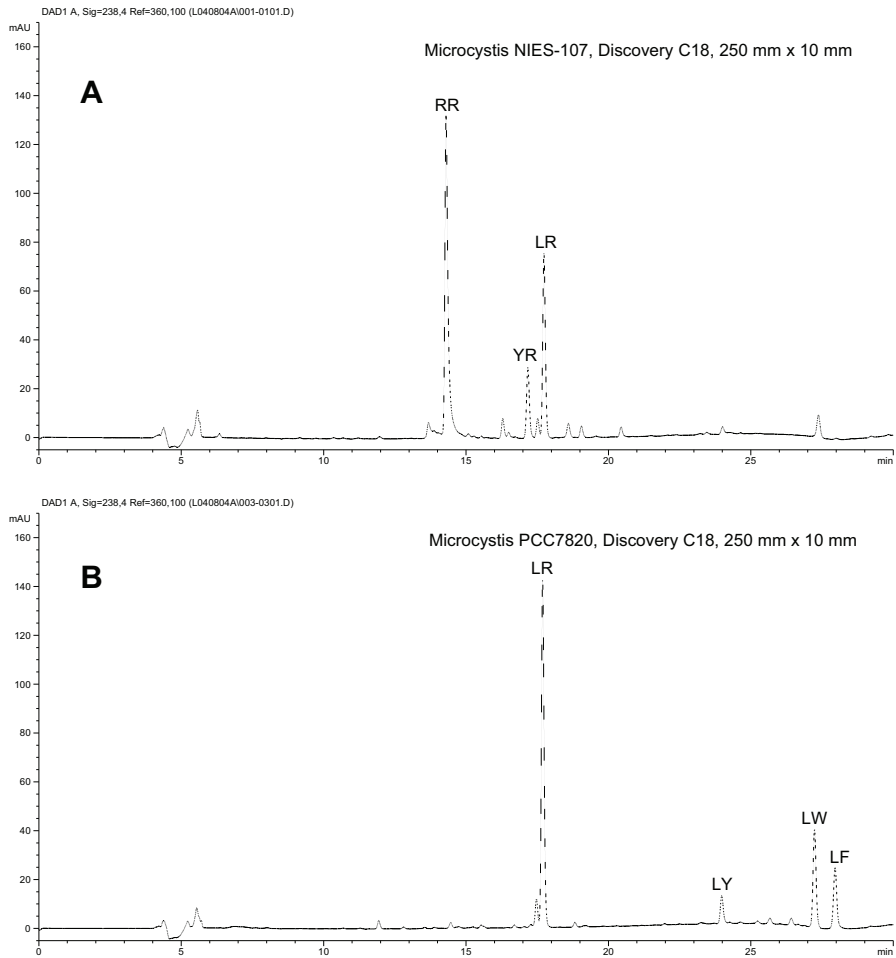 DAD1 A, Sig=238,4 Ref=360,100 (L040804A\001-0101.D)
mAU
Microcystis NIES-107, Discovery C18, 250 mm x 10 mm
160
A
140
RR
120
100
80
LR
60
40
YR
20
0
0 5 10 15 20 25 min
DAD1 A, Sig=238,4 Ref=360,100 (L040804A\003-0301.D)
mAU
Microcystis PCC7820, Discovery C18, 250 mm x 10 mm
160
B
LR
140
120
100
80
60
LW
40
LF
LY
20
0
0 5 10 15 20 25 min